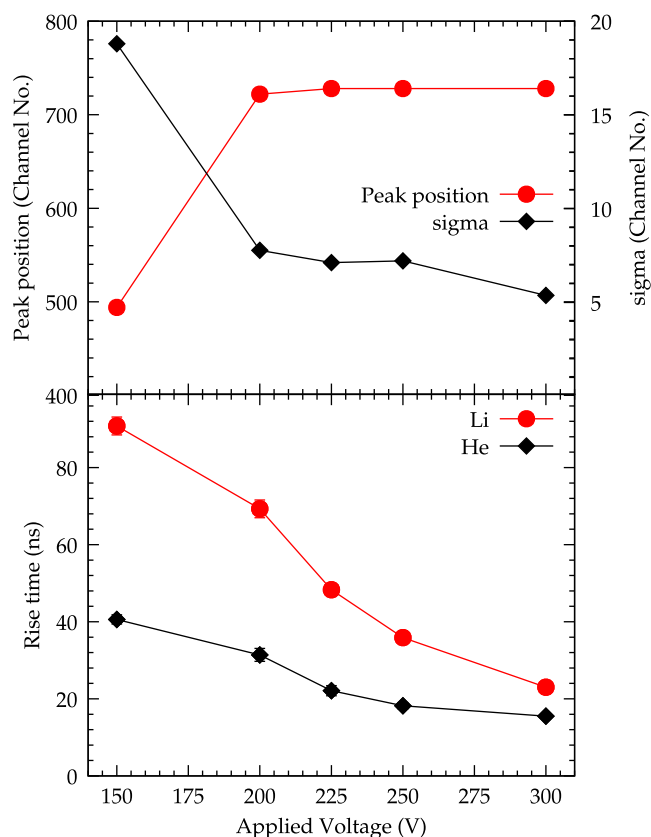 800
700
600
500
400
Peak position (Channel No.)
20
15
10
5
sigma (Channel No.)
Peak position
sigma
80
60
40
20
0
Rise time (ns)
Li
He
150 175 200 225 250 275 300
Applied Voltage (V)